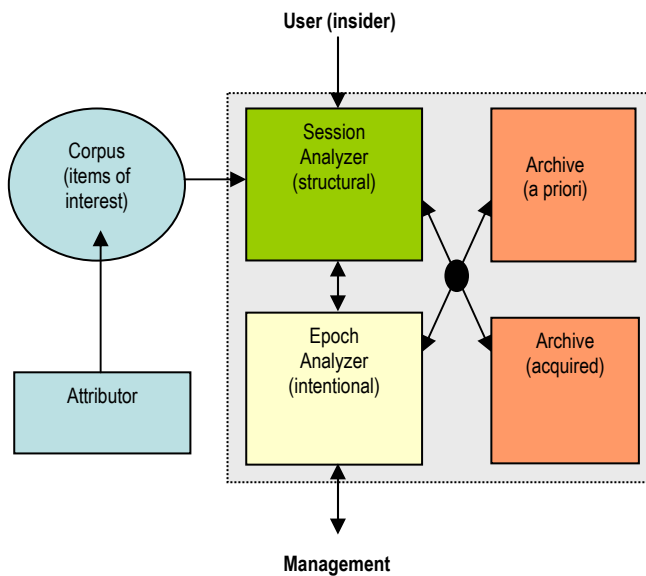 User (insider)
Corpus
(items of
interest)
Session
Analyzer
(structural)
Archive
(a priori)
Attributor
Epoch
Analyzer
(intentional)
Archive
(acquired)
Management